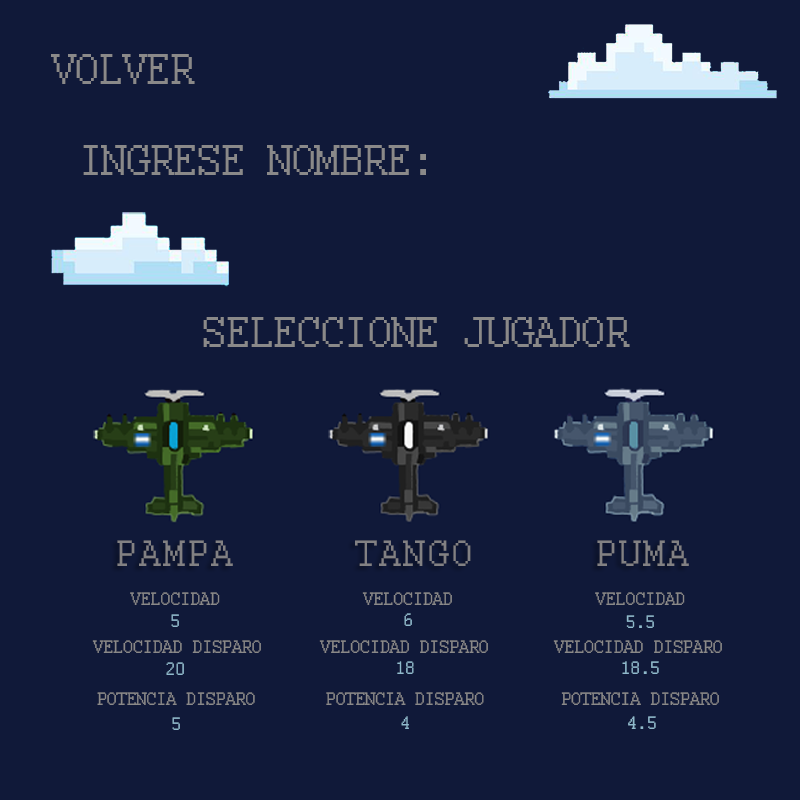 VOLVER
INGRESE NOMBRE:
SELECCIONE JUGADOR
PAMPA TANGO PUMA
VELOCIDAD VELOCIDAD VELOCIDAD
5 6 5.5
VELOCIDAD DISPARO VELOCIDAD DISPARO VELOCIDAD DISPARO
20 18 18.5
POTENCIA DISPARO POTENCIA DISPARO POTENCIA DISPARO
5 4 4.5